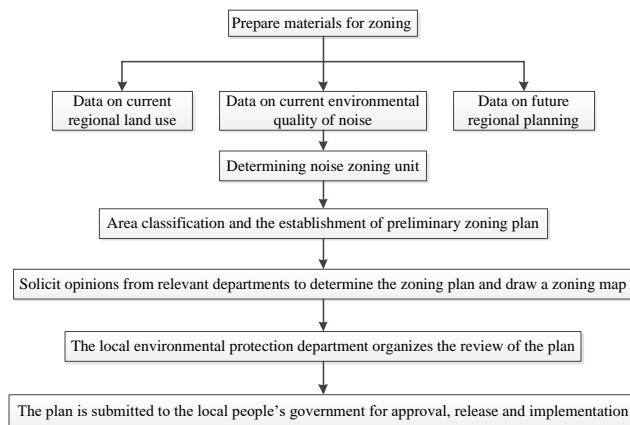 Prepare materials for zoning
Data on current
regional land use
Data on current environmental
quality of noise
Data on future
regional planning
Determining noise zoning unit
Area classification and the establishment of preliminary zoning plan
Solicit opinions from relevant departments to determine the zoning plan and draw a zoning map
The local environmental protection department organizes the review of the plan
The plan is submitted to the local people's government for approval, release and implementation